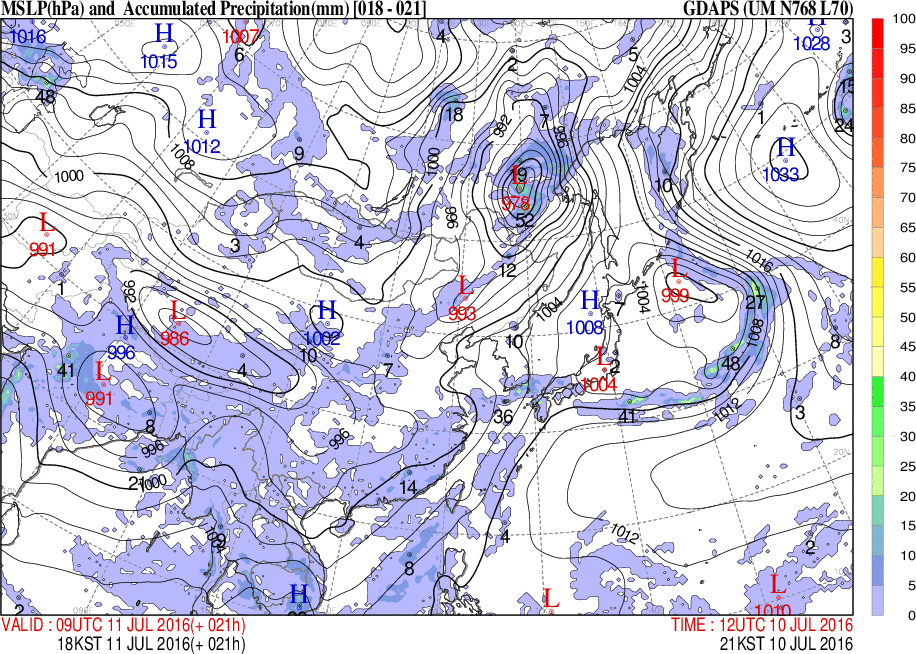 MSLP(hPa) and Accumulated Precipitation(mm) [018 - 021] GDAPS (UM N768 L70)
1016 H 1015 1007 6 4 2 5 1004 H 1028 3
48 H 1012 1008 9 18 1000 992 7 996 1 15 24
1000 L 978 52 10 H 1033
L 991 3 4 996 12 1016
1 992 L 986 H 996 H 1002 L 993 1004 H 1008 7 1004 L 999 27 1008
41 L 991 4 10 7 10 L 1004 2 48 8
8 996 996 36 41 1012 3
21 1000 14 1012
8 4 2
H L L 1010
100
95
90
85
80
75
70
65
60
55
50
45
40
35
30
25
20
15
10
5
0
VALID : 09UTC 11 JUL 2016(+ 021h) TIME : 12UTC 10 JUL 2016
18KST 11 JUL 2016(+ 021h) 21KST 10 JUL 2016